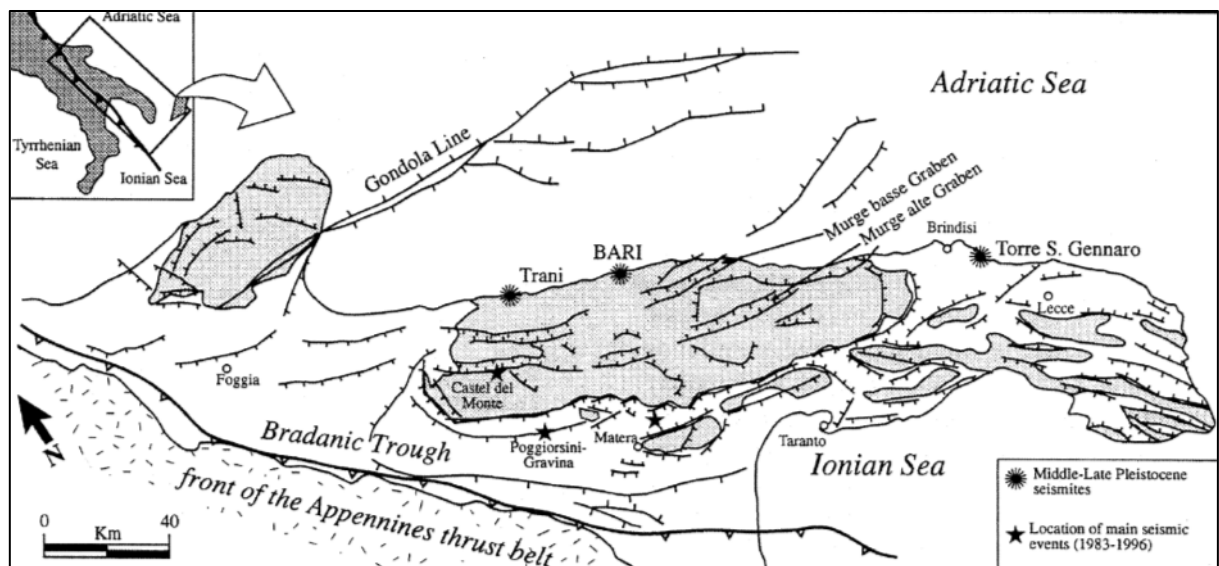 Adriatic Sea
Tyrrhenian
Sea
Ionian Sea
Adriatic Sea
Gondola Line
Murge basse Graben
Murge alte Graben
Brindisi
Torre S. Gennaro
BARI
Trani
Lecce
Foggia
Castel del
Monte
Poggiorsini-
Gravina
Matera
Taranto
Bradanic Trough
Ionian Sea
front of the Appennines thrust belt
N
0 Km 40
Middle-Late Pleistocene
seismites
Location of main seismic
events (1983-1996)